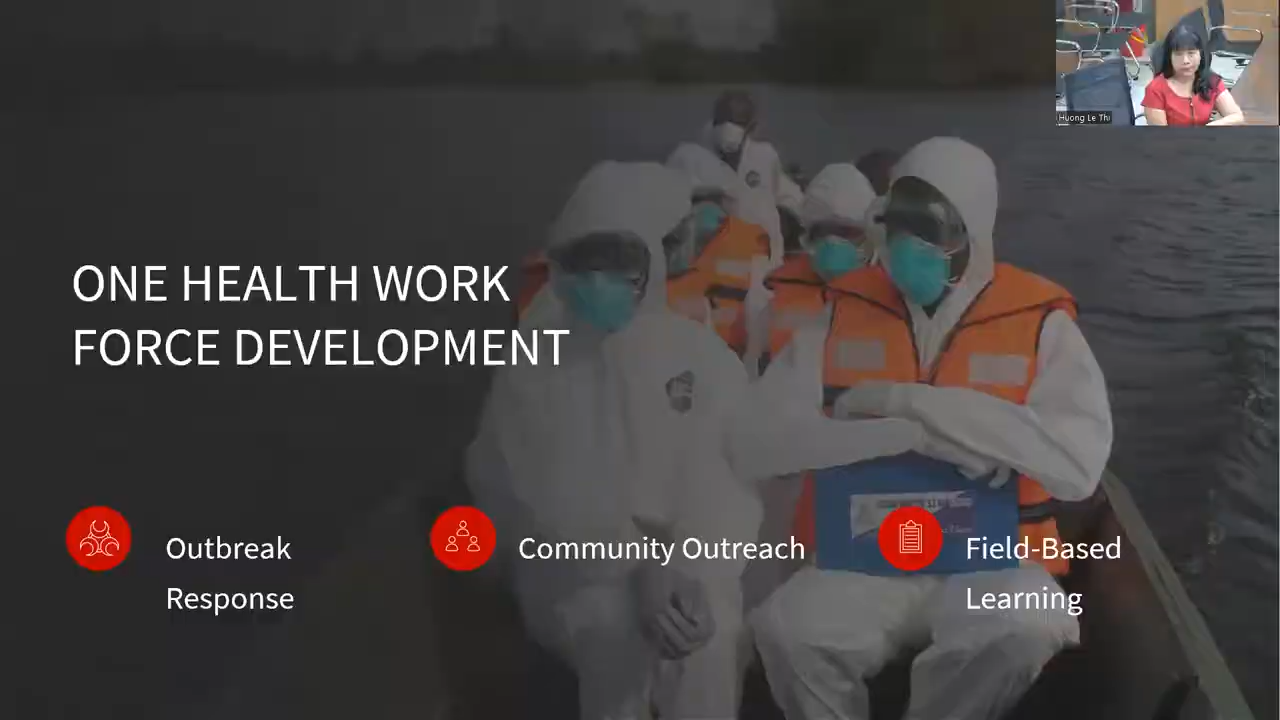 Huong Le Thi
ONE HEALTH WORK
FORCE DEVELOPMENT
Outbreak
Response
Community Outreach
Field-Based
Learning